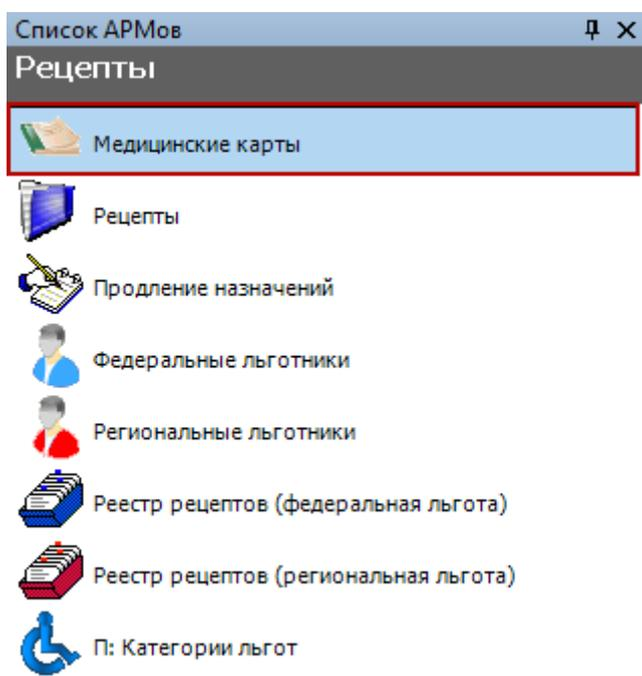 Список АРМов
Рецепты
Медицинские карты
Рецепты
Продление назначений
Федеральные льготники
Региональные льготники
Реестр рецептов (федеральная льгота)
Реестр рецептов (региональная льгота)
П: Категории льгот